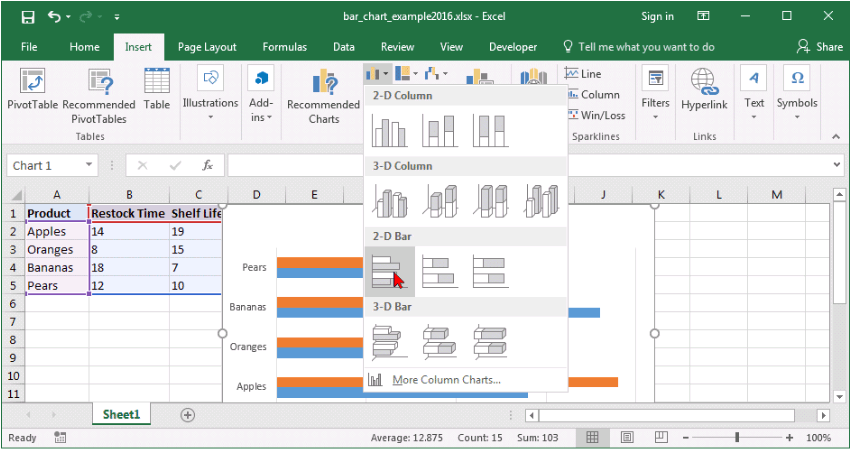 bar_chart_example2016.xlsx - Excel
Sign in
File Home Insert Page Layout Formulas Data Review View Developer Tell me what you want to do Share
PivotTable Recommended PivotTables Table
Tables
Illustrations
Add-ins
Recommended Charts
Line
Column
Win/Loss
Sparklines
Filters
Hyperlink
Links
Text
Symbols
2-D Column
3-D Column
2-D Bar
3-D Bar
More Column Charts...
Chart 1
fx
A B C D E J K L M
1 Product Restock Time Shelf Life
2 Apples 14 19
3 Oranges 8 15
4 Bananas 18 7
5 Pears 12 10
6
7
8
9
10
11
Pears
Bananas
Oranges
Apples
Sheet1
Ready
Average: 12.875 Count: 15 Sum: 103
100%